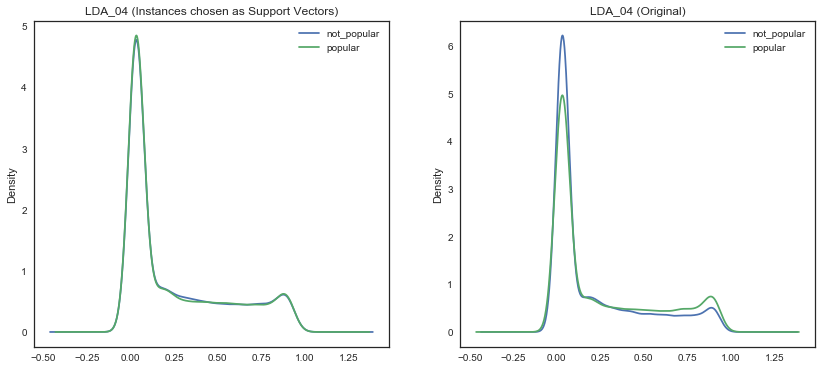 LDA_04 (Instances chosen as Support Vectors)
not_popular
popular
Density
5
4
3
2
1
0
−0.50 −0.25 0.00 0.25 0.50 0.75 1.00 1.25
LDA_04 (Original)
not_popular
popular
Density
6
5
4
3
2
1
0
−0.50 −0.25 0.00 0.25 0.50 0.75 1.00 1.25